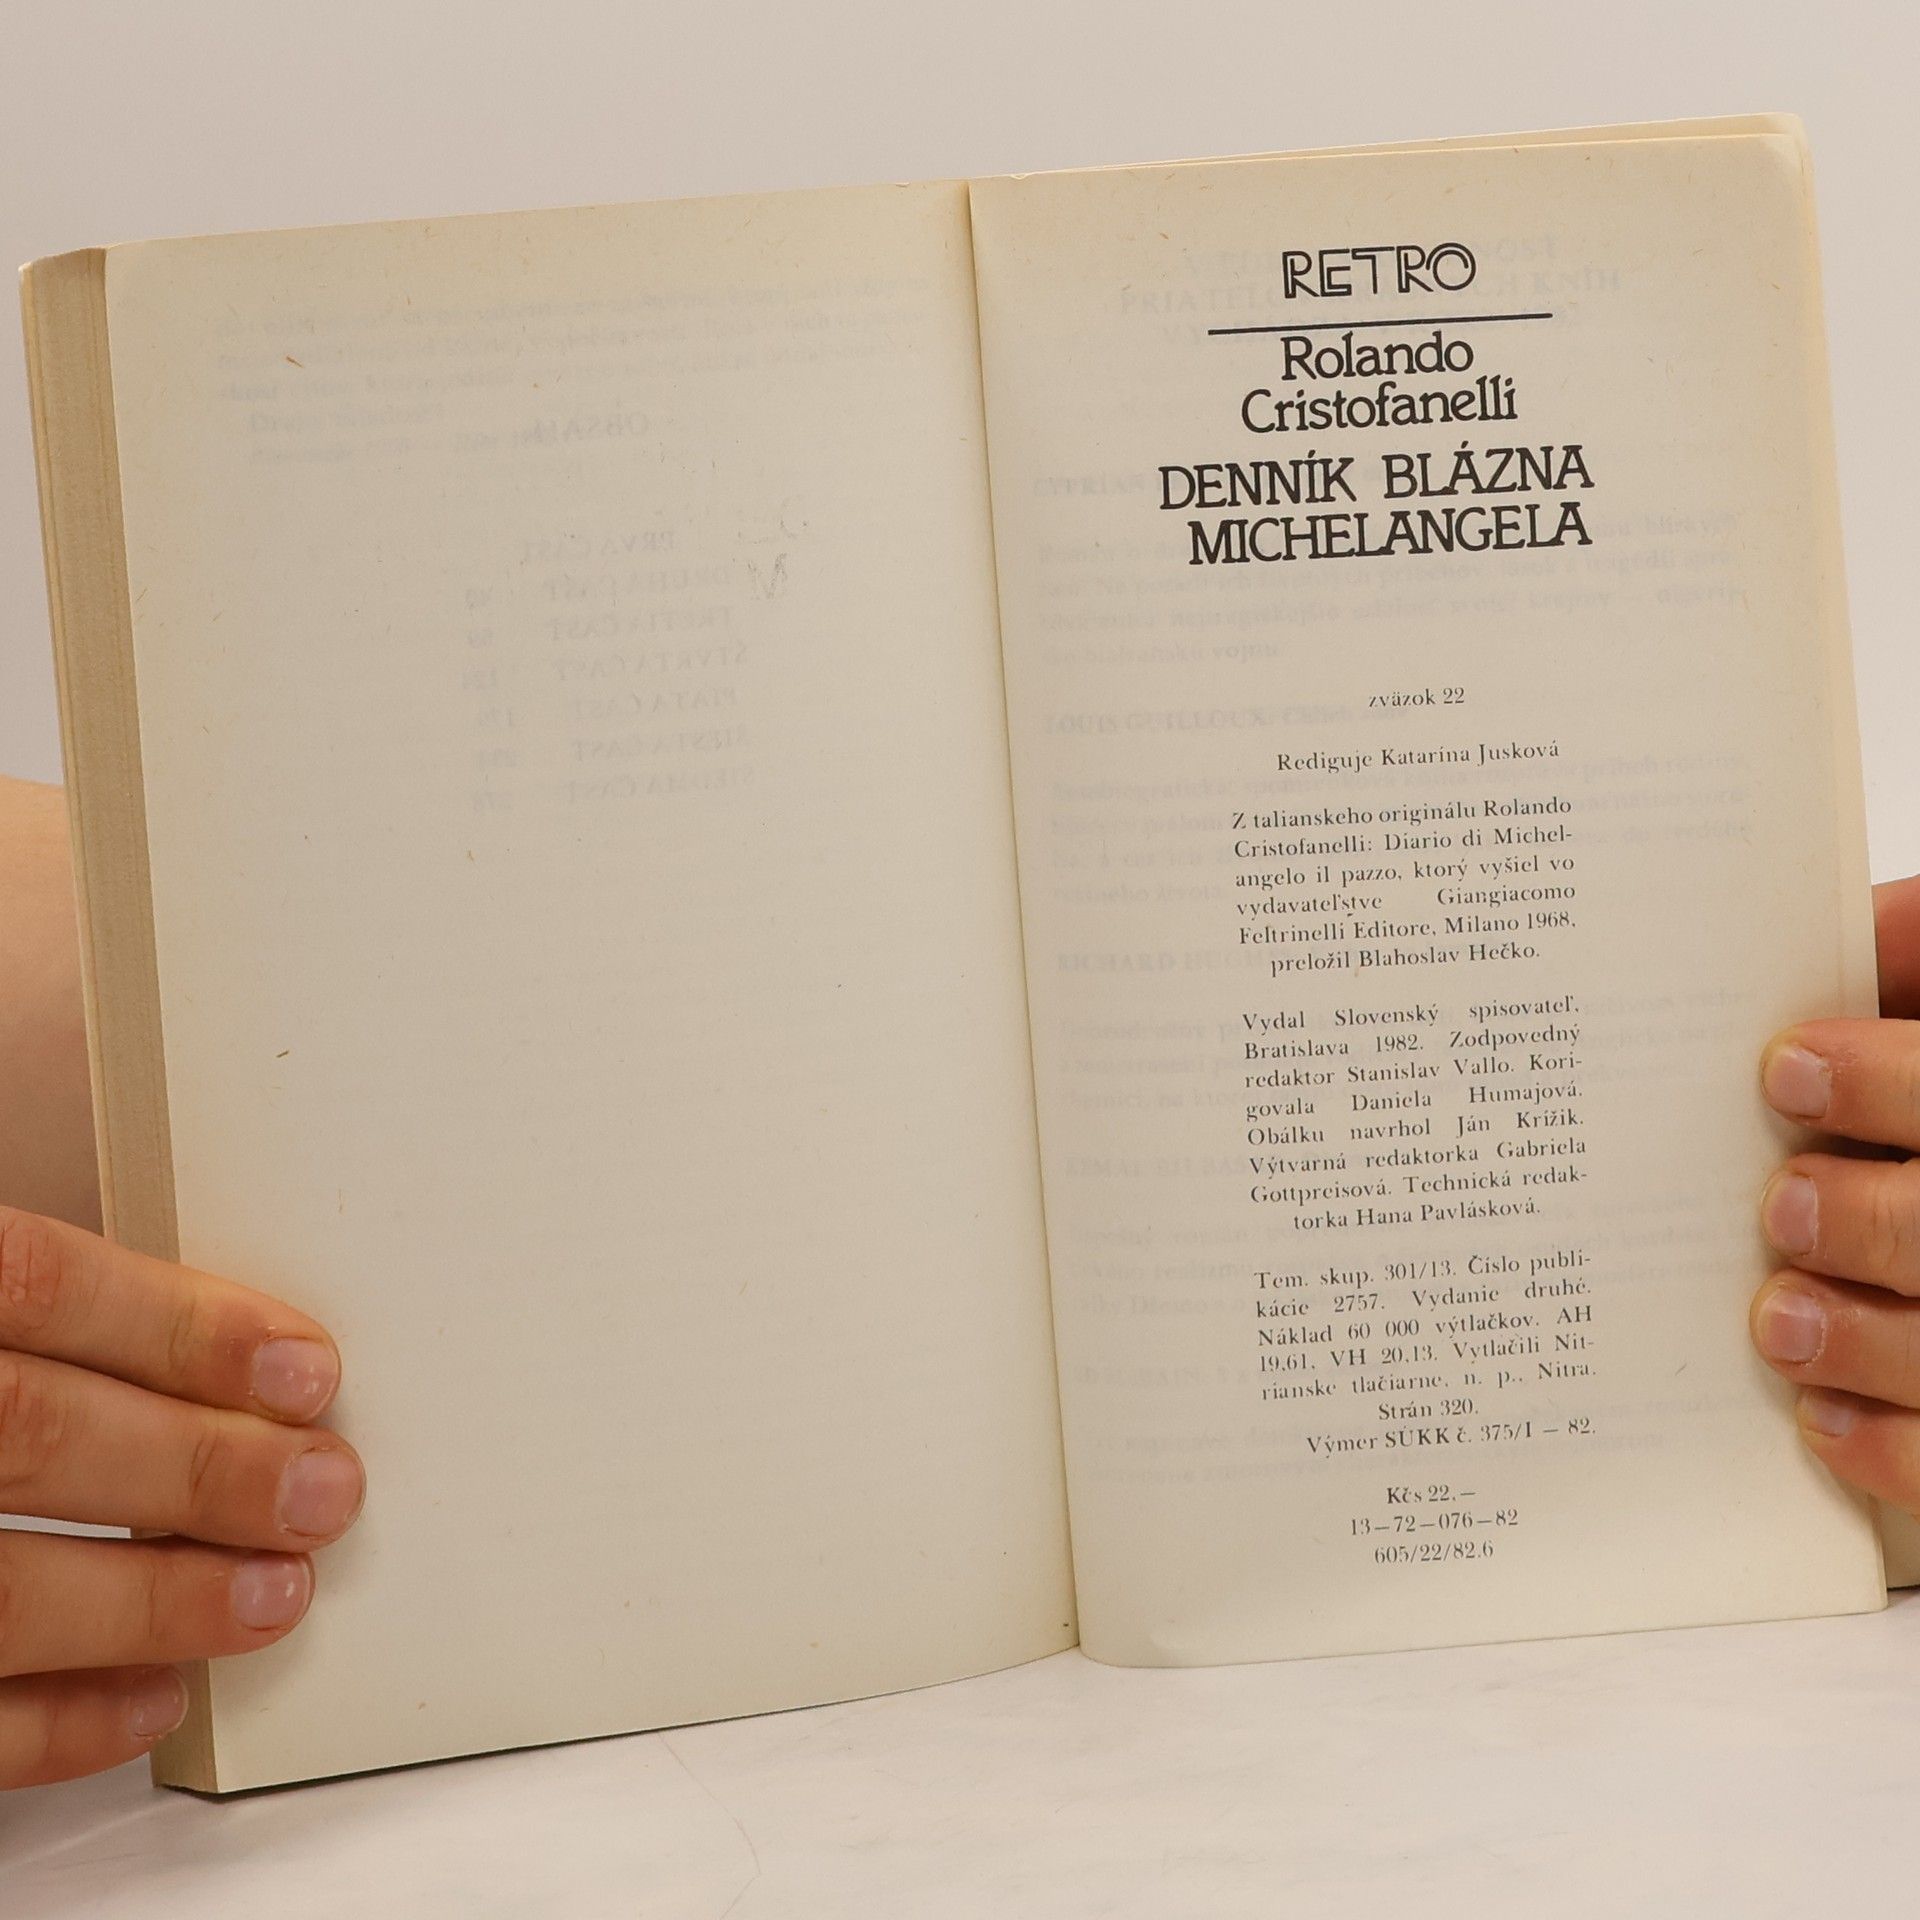 RETRO
Rolando
Cristofanelli
DENNÍK BLÁZNA
MICHELANGELA
zväzok 22
Rediguje Katarína Jusková
Z talianskeho originálu Rolando
Cristofanelli: Diario di Michel-
angelo il pazzo, ktorý vyšiel vo
vydavateľstve Giangiacomo
Feltrinelli Editore, Milano 1968,
preložil Blahoslav Hečko.
Vydal Slovenský spisovateľ,
Bratislava 1982. Zodpovedný
redaktor Stanislav Vallo. Kori-
govala Daniela Humajová.
Obálku navrhol Ján Krížik.
Výtvarná redaktorka Gabriela
Gottpreisová. Technická redak-
torka Hana Pavlásková.
Tem. skup. 301/13. Číslo publi-
kácie 2757. Vydanie druhé.
Náklad 60 000 výtlačkov. AH
19,61, VH 20,13. Vytlačili Nit-
rianske tlačiarne, n. p., Nitra.
Strán 320.
Výmer SÚKK č. 375/I – 82.
Kčs 22,–
13–72–076–82
605/22/82.6